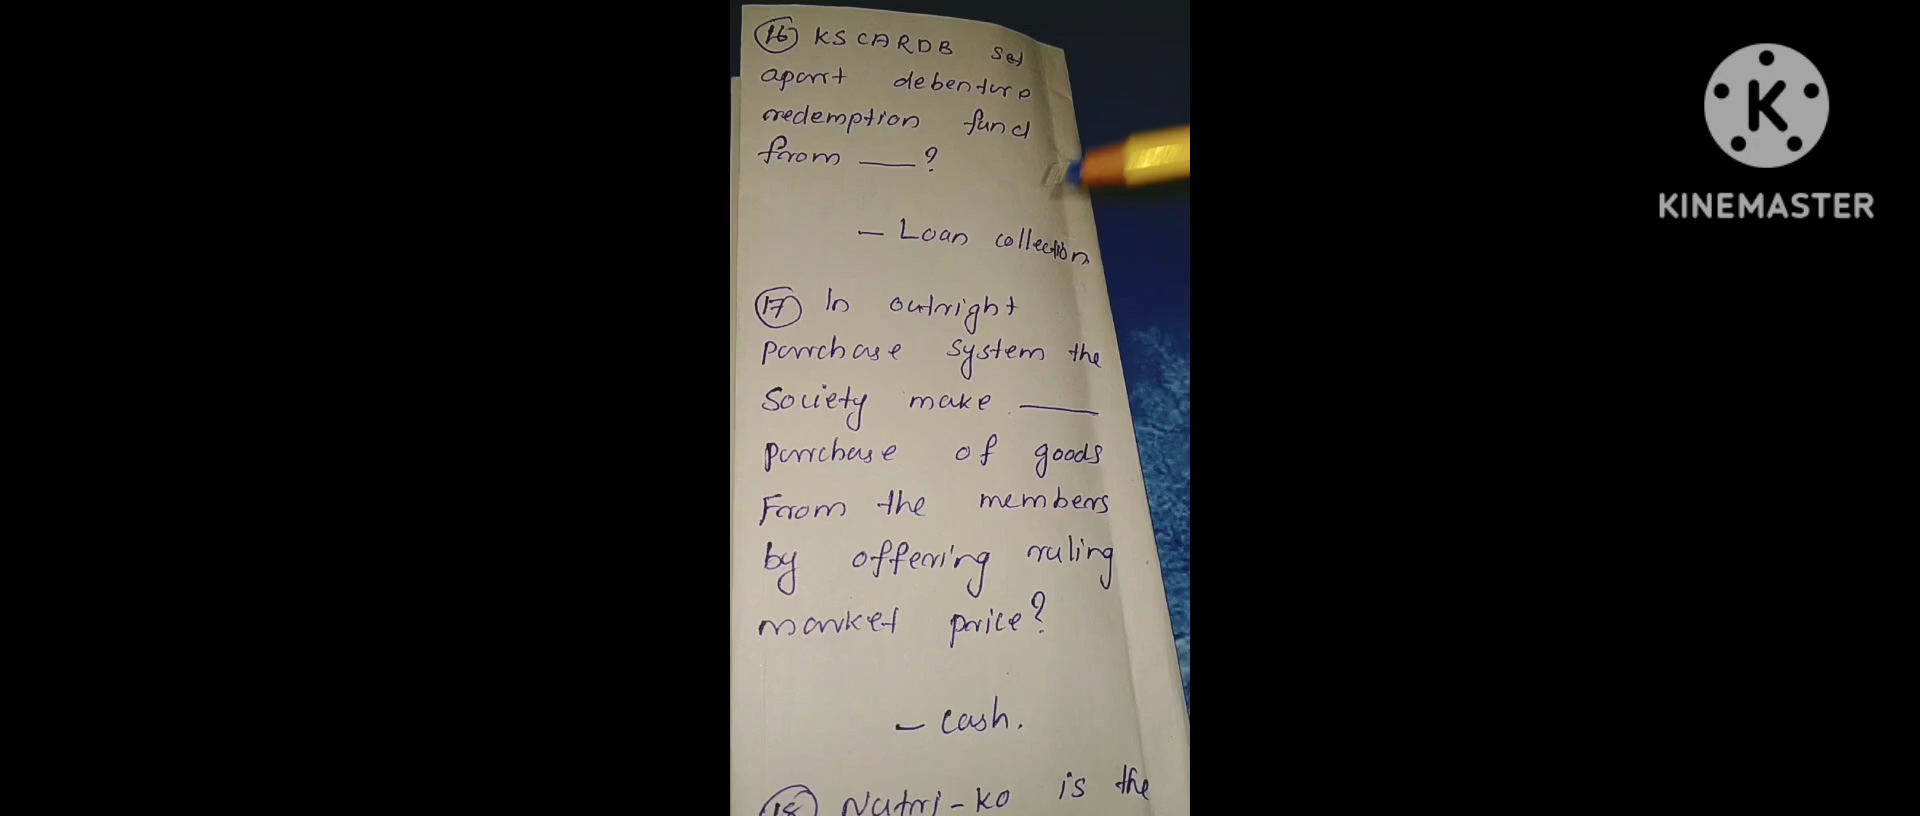 16 KSCARDB set
apart debenture
redemption fund
from ___ ?
- Loan collection
17 In outright
purchase system the
society make ___
purchase of goods
From the members
by offering ruling
market price?
- cash.
18 Nutri-ko is the
K
KINEMASTER